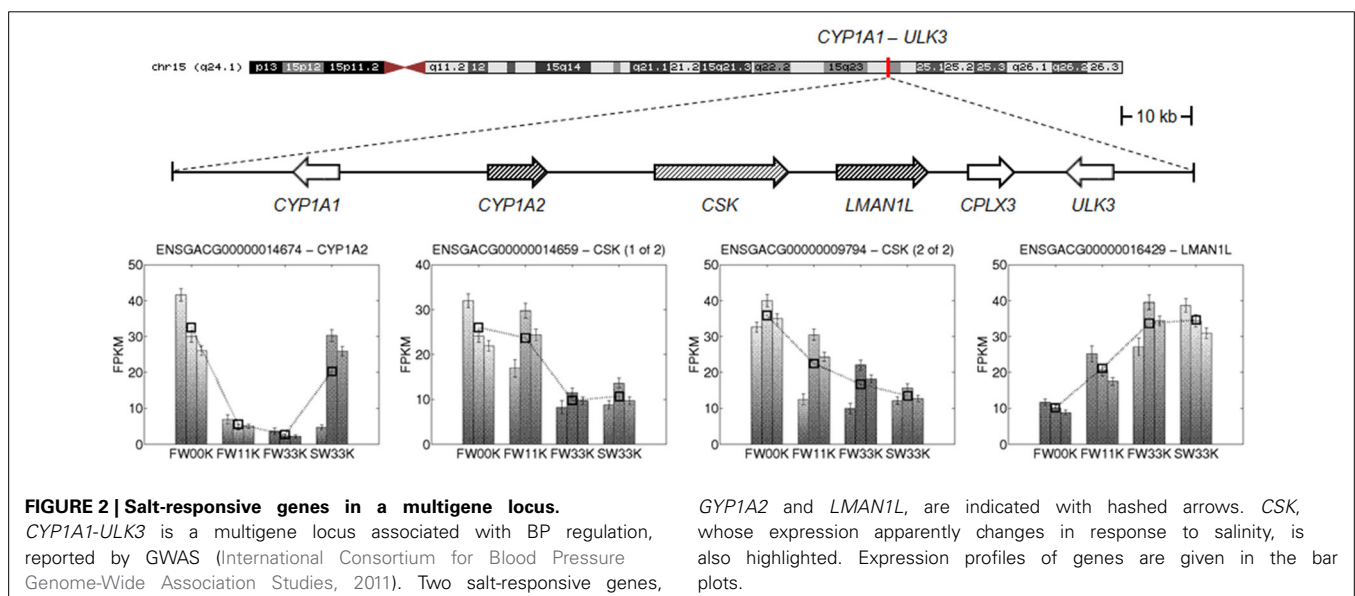 CYP1A1 – ULK3
chr15 (q24.1) p13 15p12 15p11.2 q11.2 12 15q14 q21.1 21.2 15q21.3 q22.2 15q23 25.1 25.2 25.3 q26.1 q26.2 26.3
10 kb
CYP1A1 CYP1A2 CSK LMAN1L CPLX3 ULK3
ENSGACG00000014674 – CYP1A2
50
40
30
20
10
0
FPKM
FW00K FW11K FW33K SW33K
ENSGACG00000014659 – CSK (1 of 2)
40
30
20
10
0
FPKM
FW00K FW11K FW33K SW33K
ENSGACG00000009794 – CSK (2 of 2)
50
40
30
20
10
0
FPKM
FW00K FW11K FW33K SW33K
ENSGACG00000016429 – LMAN1L
50
40
30
20
10
0
FPKM
FW00K FW11K FW33K SW33K
FIGURE 2 | Salt-responsive genes in a multigene locus.
CYP1A1-ULK3 is a multigene locus associated with BP regulation,
reported by GWAS (International Consortium for Blood Pressure
Genome-Wide Association Studies, 2011). Two salt-responsive genes,
GYP1A2 and LMAN1L, are indicated with hashed arrows. CSK,
whose expression apparently changes in response to salinity, is
also highlighted. Expression profiles of genes are given in the bar
plots.